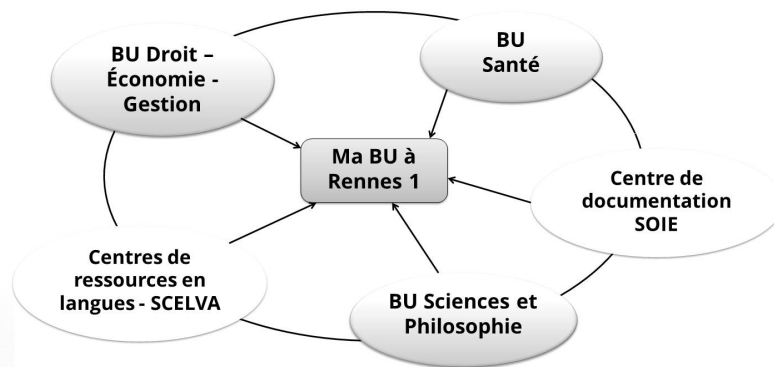 BU Droit –
Économie -
Gestion
BU
Santé
Ma BU à
Rennes 1
Centre de
documentation
SOIE
Centres de
ressources en
langues - SCELVA
BU Sciences et
Philosophie